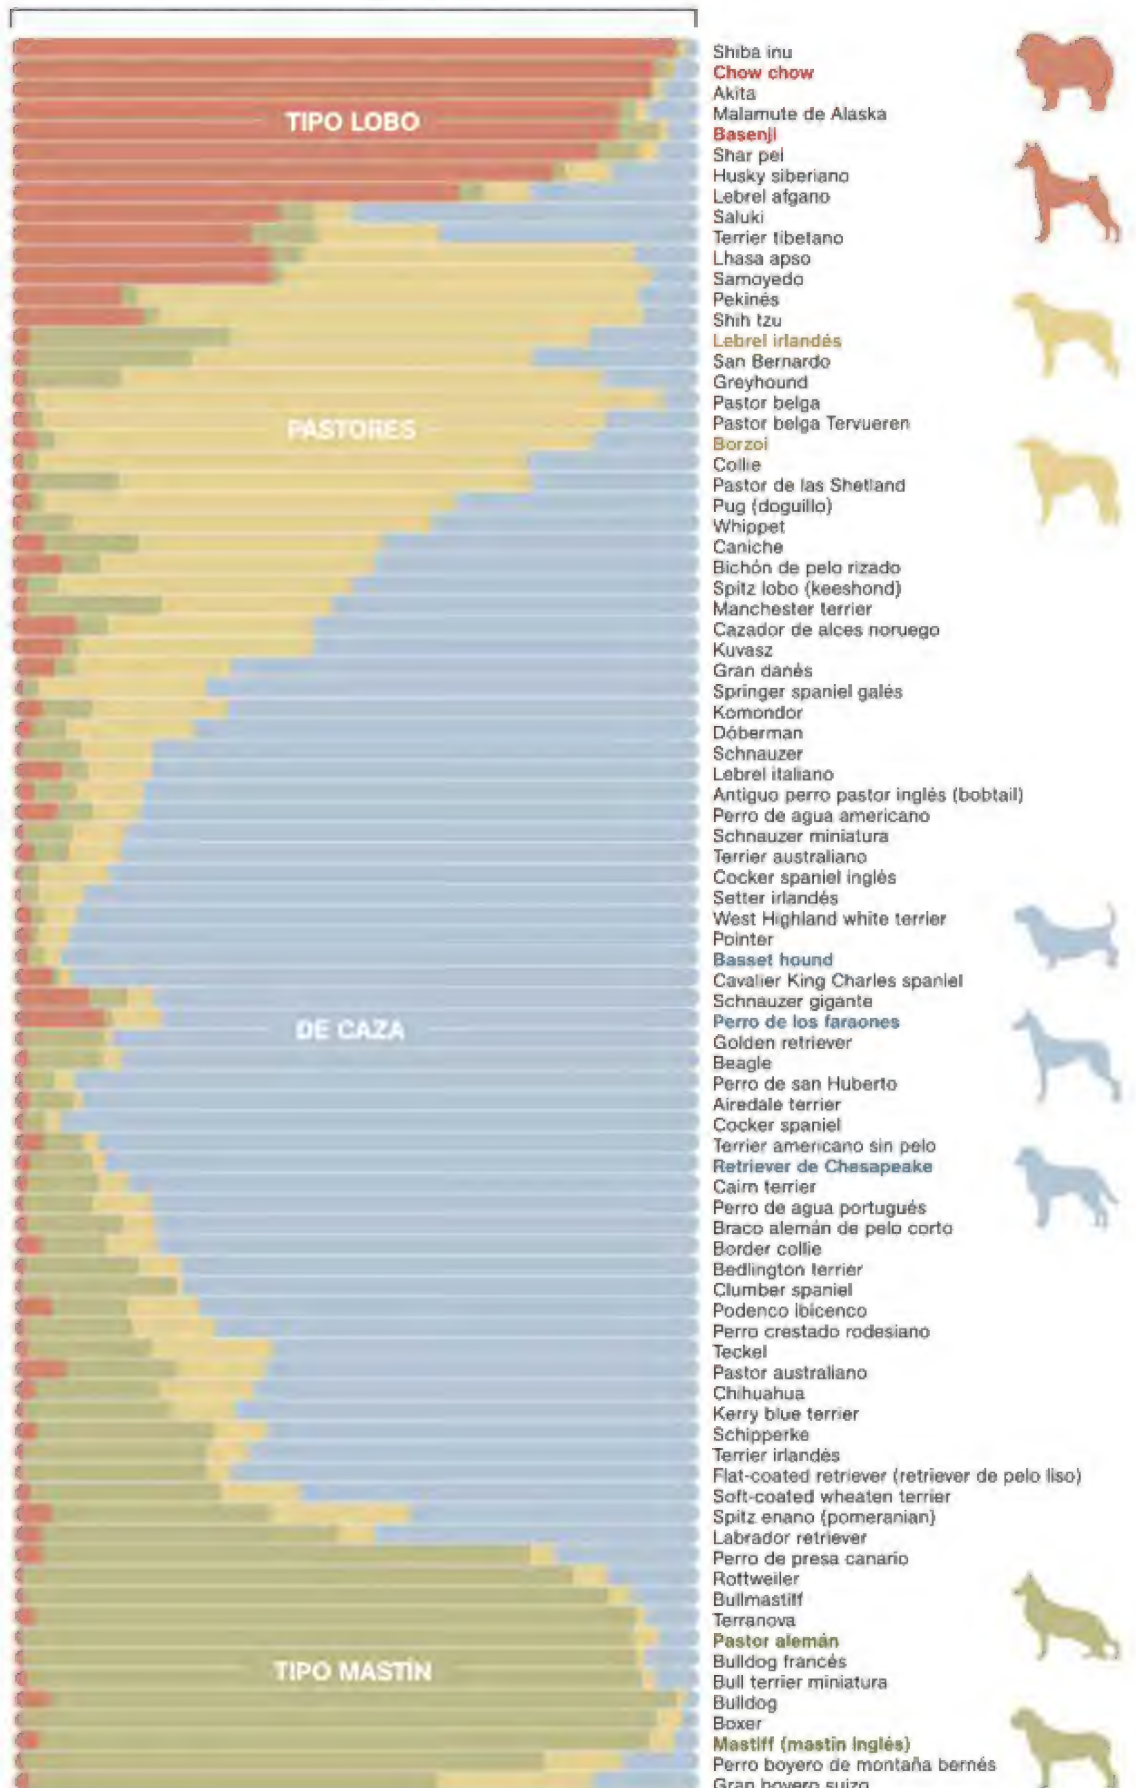 Shiba inu
Chow chow
Akita
TIPO LOBO
Malamute de Alaska
Basenji
Shar pei
Husky siberiano
Lebrel afgano
Saluki
Terrier tibetano
Lhasa apso
Samoyedo
Pekinés
Shih tzu
Lebrel irlandés
San Bernardo
Greyhound
Pastor belga
Pastor belga Tervueren
PASTORES
Borzoi
Collie
Pastor de las Shetland
Pug (doguillo)
Whippet
Caniche
Bichón de pelo rizado
Spitz lobo (keeshond)
Manchester terrier
Cazador de alces noruego
Kuvasz
Gran danés
Springer spaniel galés
Komondor
Dóberman
Schnauzer
Lebrel italiano
Antiguo perro pastor inglés (bobtail)
Perro de agua americano
Schnauzer miniatura
Terrier australiano
Cocker spaniel inglés
Setter irlandés
West Highland white terrier
Pointer
Basset hound
Cavalier King Charles spaniel
Schnauzer gigante
Perro de los faraones
DE CAZA
Golden retriever
Beagle
Perro de san Huberto
Airedale terrier
Cocker spaniel
Terrier americano sin pelo
Retriever de Chesapeake
Cairn terrier
Perro de agua portugués
Braco alemán de pelo corto
Border collie
Bedlington terrier
Clumber spaniel
Podenco ibicenco
Perro crestado rodesiano
Teckel
Pastor australiano
Chihuahua
Kerry blue terrier
Schipperke
Terrier irlandés
Flat-coated retriever (retriever de pelo liso)
Soft-coated wheaten terrier
Spitz enano (pomeranian)
Labrador retriever
Perro de presa canario
Rottweiler
Bullmastiff
Terranova
Pastor alemán
Bulldog francés
TIPO MASTÍN
Bull terrier miniatura
Bulldog
Boxer
Mastiff (mastín inglés)
Perro boyero de montaña bernés
Gran boyero suizo